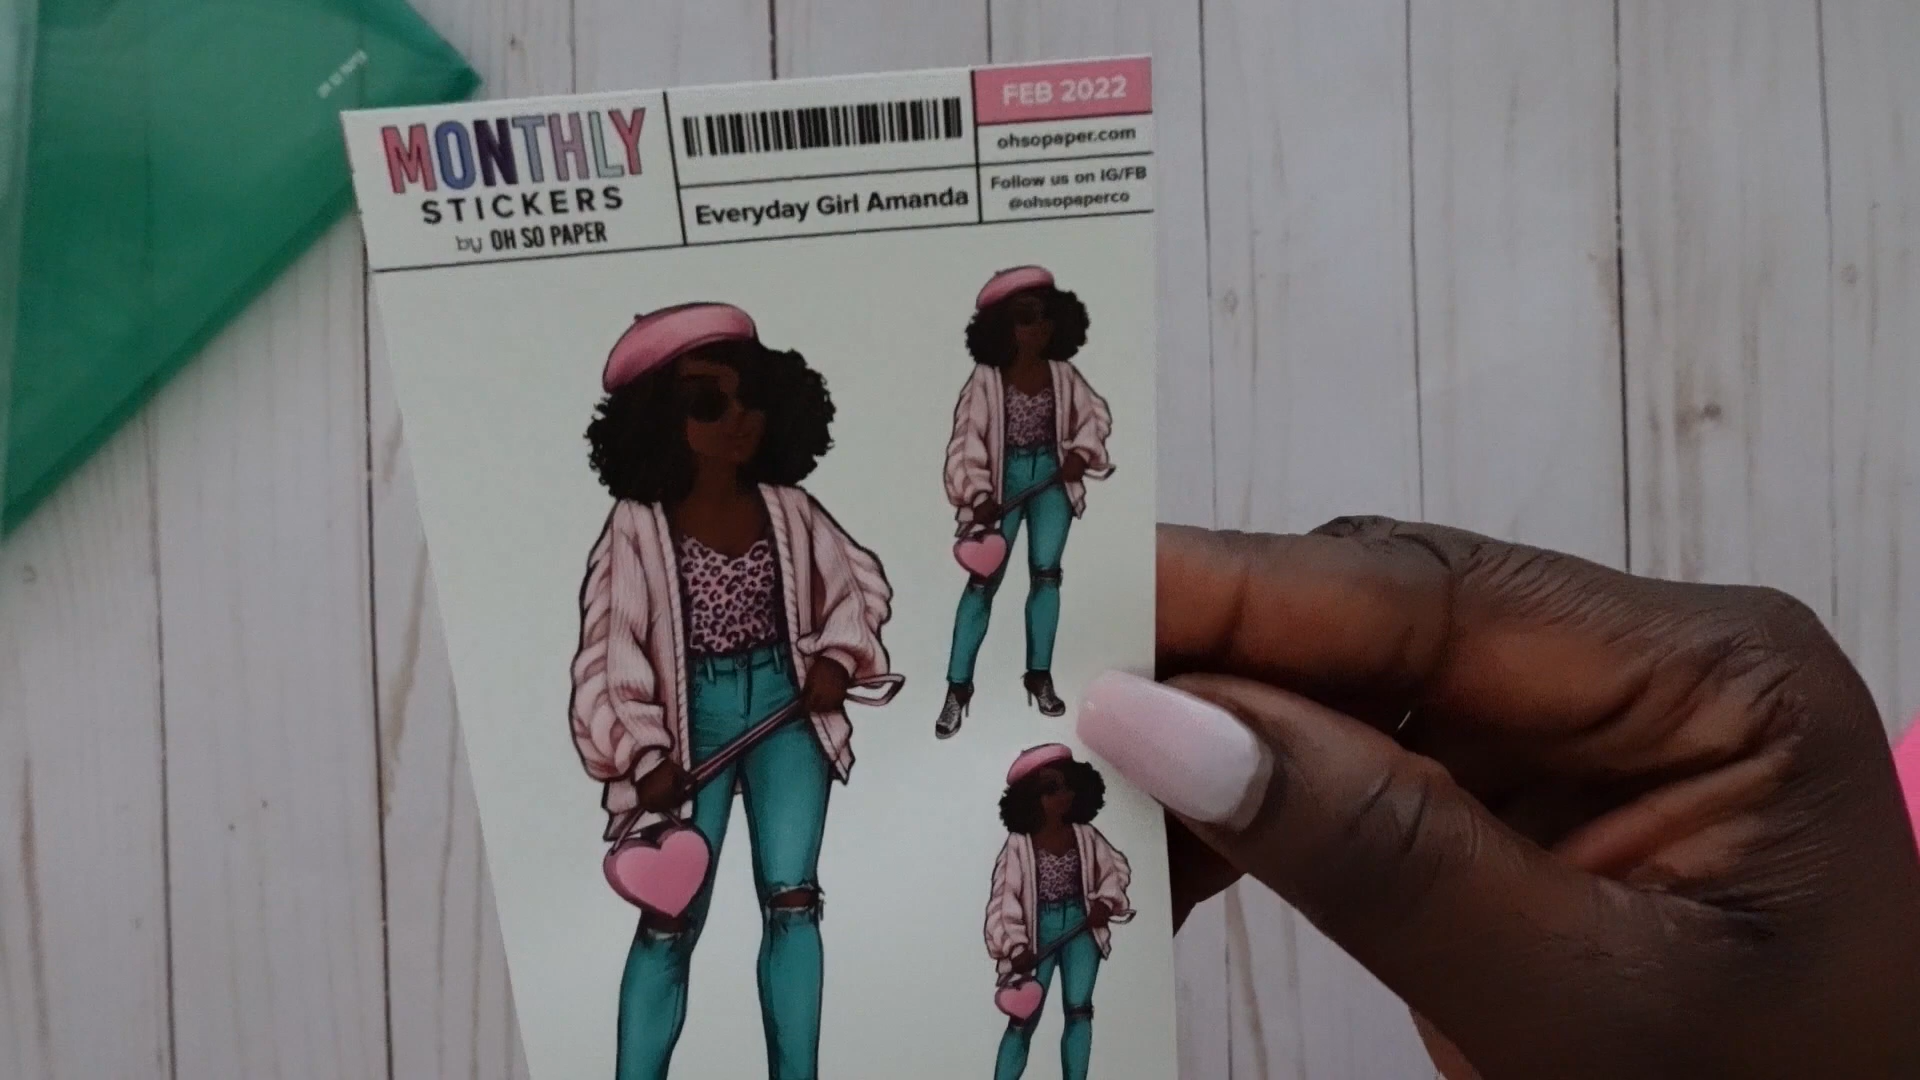 MONTHLY
STICKERS
by OH SO PAPER
Everyday Girl Amanda
FEB 2022
ohsopaper.com
Follow us on IG/FB
@ohsopaperco